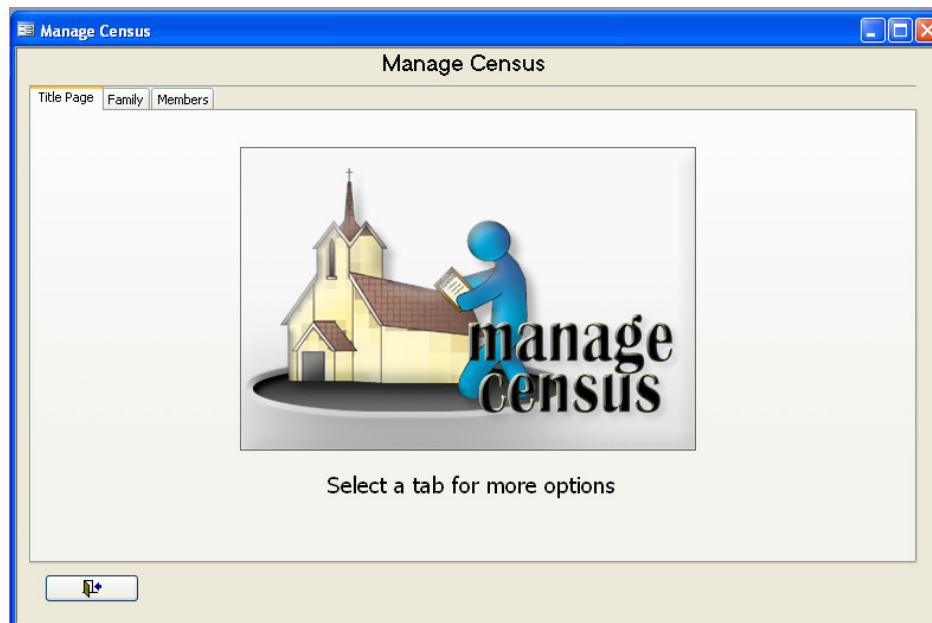 Manage Census
Manage Census
Title Page Family Members
manage
census
Select a tab for more options